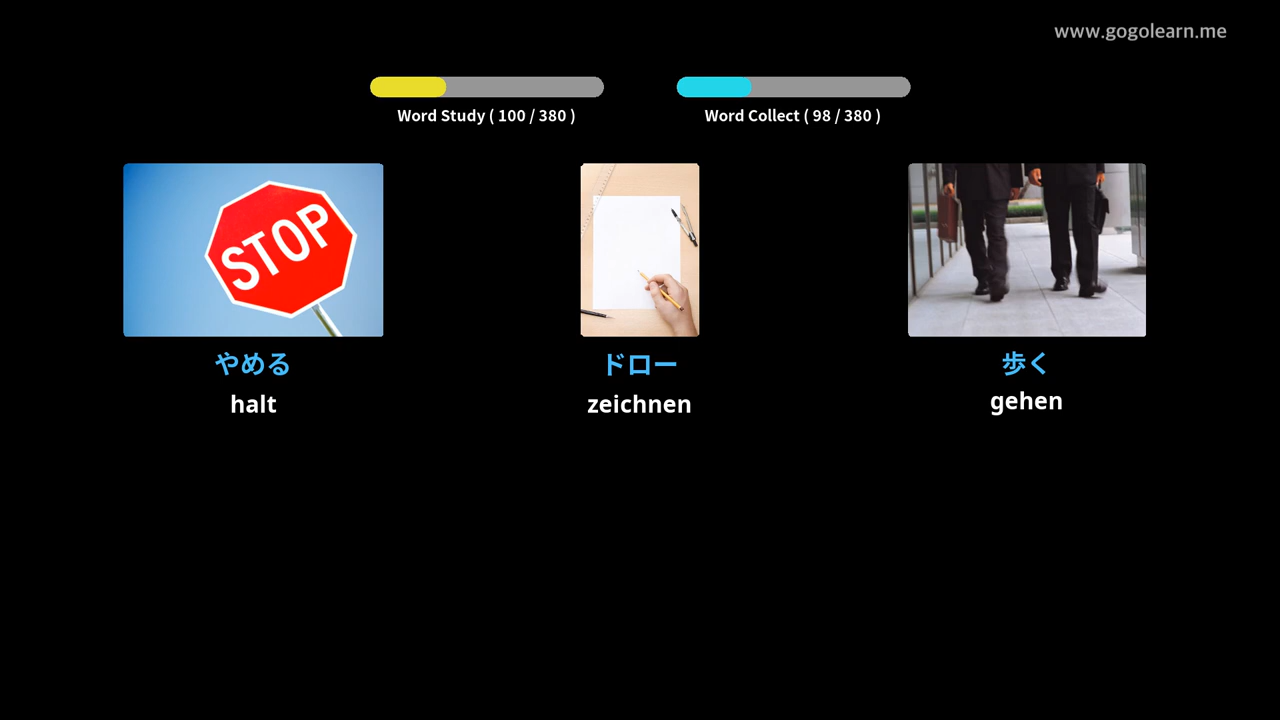 www.gogolearn.me
Word Study ( 100 / 380 )
Word Collect ( 98 / 380 )
STOP
やめる
ドロー
歩く
halt
zeichnen
gehen